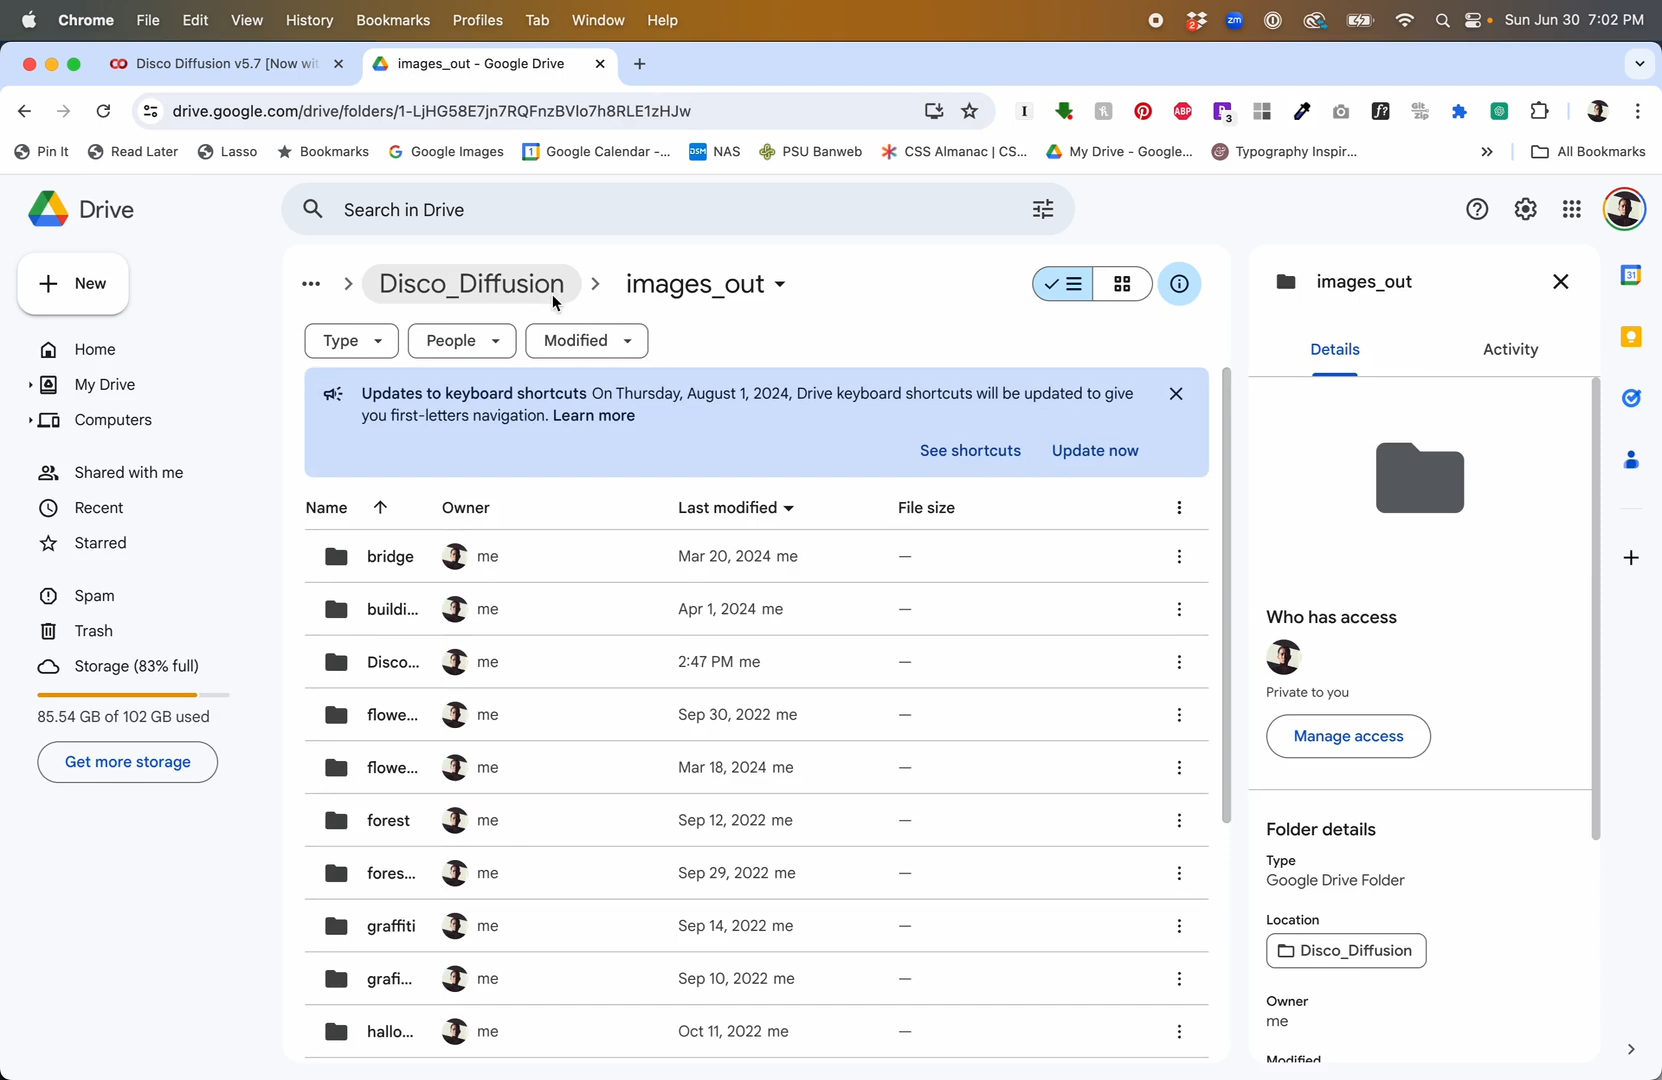 Chrome File Edit View History Bookmarks Profiles Tab Window Help 2 zm Sun Jun 30 7:02 PM
Disco Diffusion v5.7 [Now wit images_out - Google Drive
drive.google.com/drive/folders/1-LjHG58E7jn7RQFnzBVlo7h8RLE1zHJw ABP 3
Pin It Read Later Lasso Bookmarks Google Images Google Calendar -... NAS PSU Banweb CSS Almanac | CS... My Drive - Google... Typography Inspir... All Bookmarks
Drive Search in Drive
New Disco_Diffusion images_out images_out
Type People Modified
Home Details Activity
My Drive
Updates to keyboard shortcuts On Thursday, August 1, 2024, Drive keyboard shortcuts will be updated to give
you first-letters navigation. Learn more
Computers
See shortcuts Update now
Shared with me
Recent Name Owner Last modified File size
Starred
bridge me Mar 20, 2024 me —
Spam
buildi... me Apr 1, 2024 me — Who has access
Trash
Storage (83% full) Disco... me 2:47 PM me —
Private to you
85.54 GB of 102 GB used flowe... me Sep 30, 2022 me —
Manage access
Get more storage flowe... me Mar 18, 2024 me —
forest me Sep 12, 2022 me — Folder details
Type
fores... me Sep 29, 2022 me — Google Drive Folder
graffiti me Sep 14, 2022 me — Location
Disco_Diffusion
grafi... me Sep 10, 2022 me —
Owner
me
hallo... me Oct 11, 2022 me —
Modified